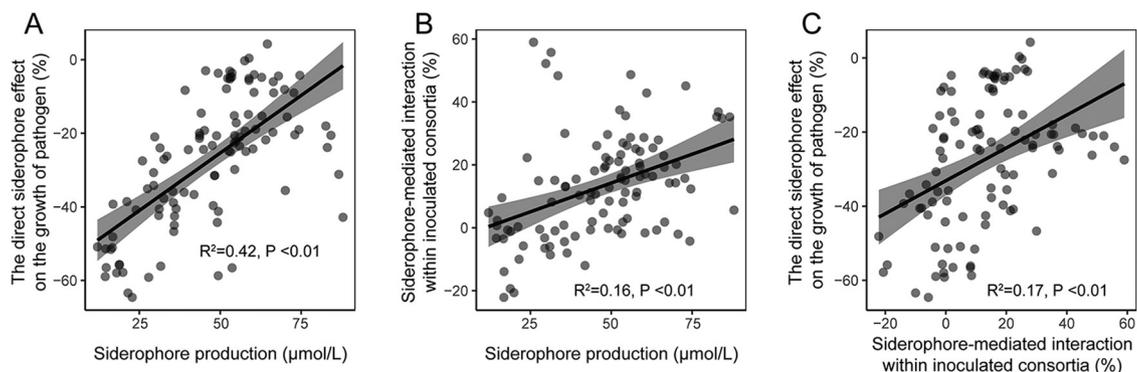 A
The direct siderophore effect
on the growth of pathogen (%)
0
−20
−40
−60
R²=0.42, P <0.01
25
50
75
Siderophore production (μmol/L)
B
Siderophore-mediated interaction
within inoculated consortia (%)
60
40
20
0
−20
R²=0.16, P <0.01
25
50
75
Siderophore production (μmol/L)
C
The direct siderophore effect
on the growth of pathogen (%)
0
−20
−40
−60
R²=0.17, P <0.01
−20
0
20
40
60
Siderophore-mediated interaction
within inoculated consortia (%)